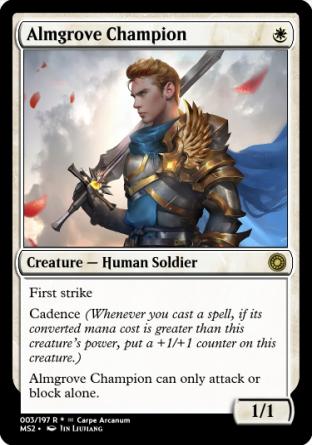 Almgrove Champion
Creature — Human Soldier
First strike
Cadence (Whenever you cast a spell, if its
converted mana cost is greater than this
creature's power, put a +1/+1 counter on this
creature.)
Almgrove Champion can only attack or
block alone.
1/1
003/197 R * = Carpe Arcanum
MS2 • Jin Liujiang